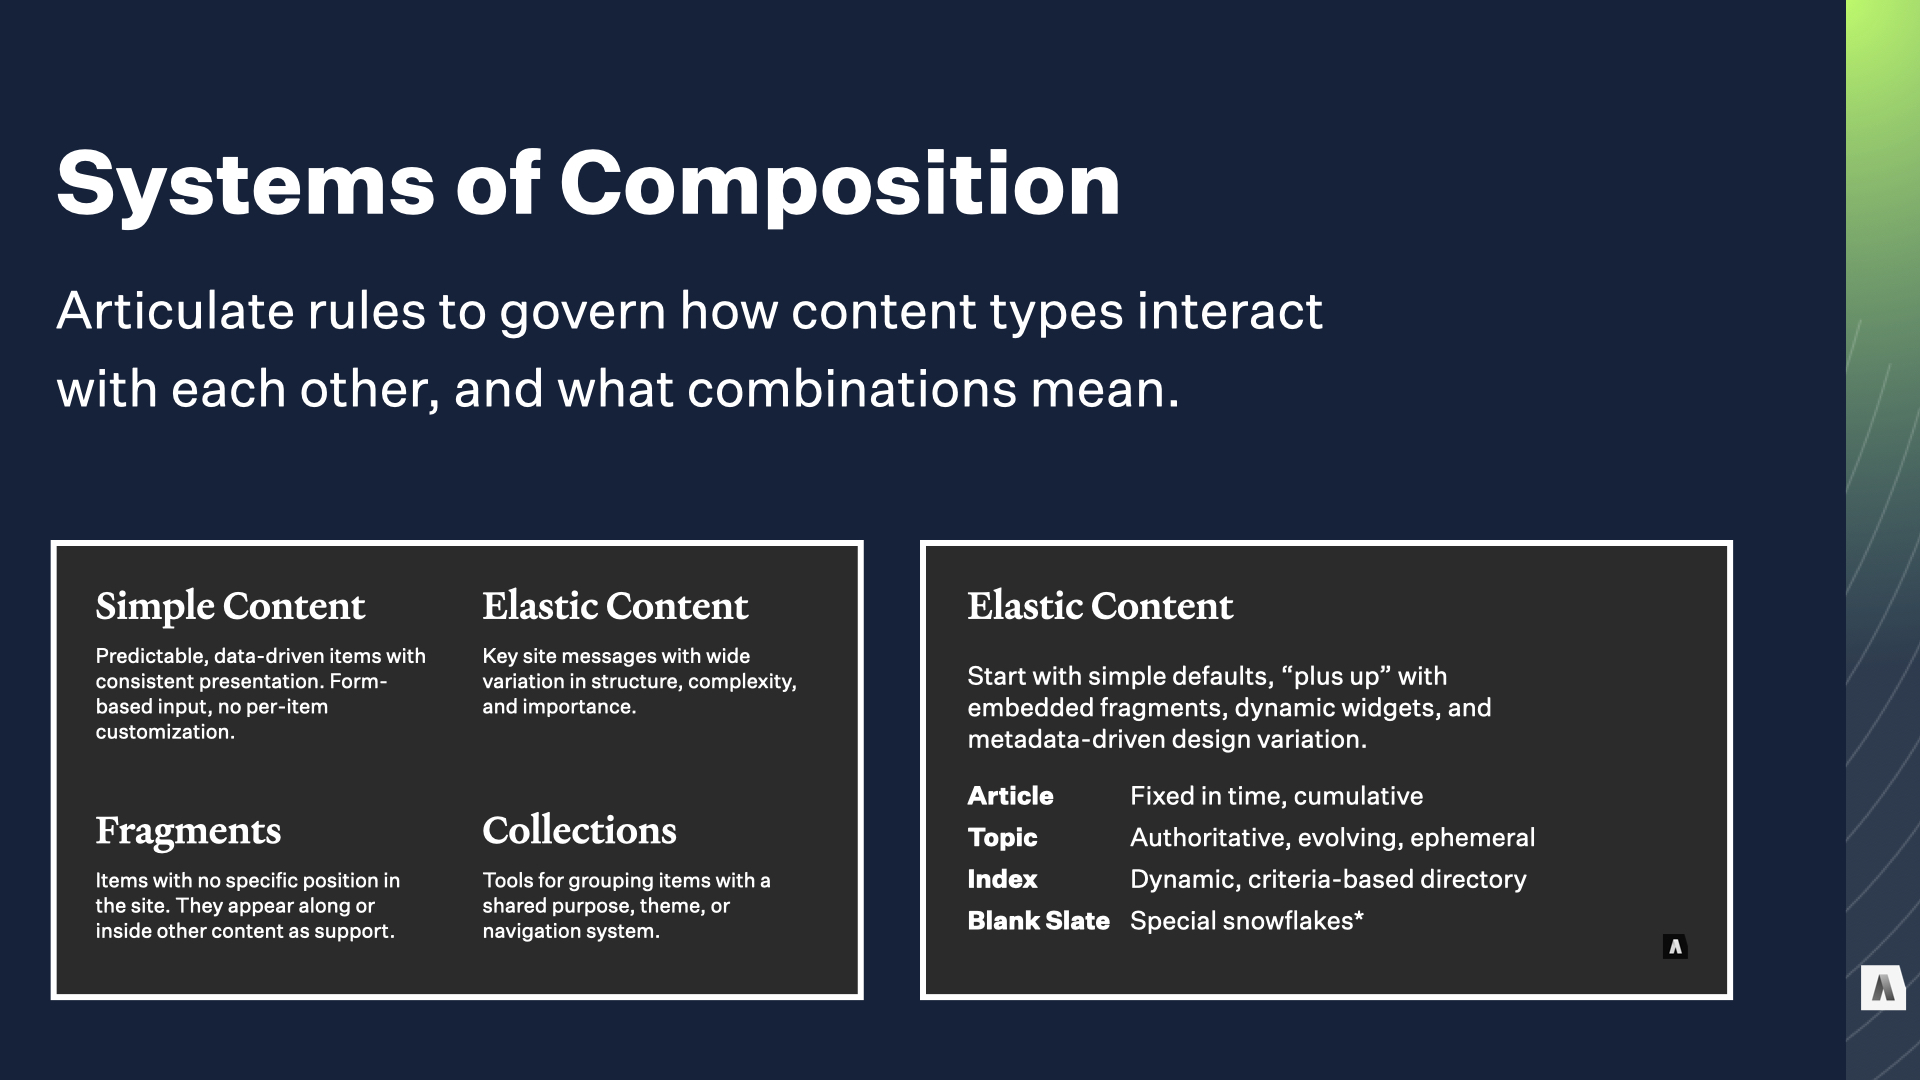 Systems of Composition
Articulate rules to govern how content types interact
with each other, and what combinations mean.
Simple Content
Predictable, data-driven items with
consistent presentation. Form-
based input, no per-item
customization.
Elastic Content
Key site messages with wide
variation in structure, complexity,
and importance.
Fragments
Items with no specific position in
the site. They appear along or
inside other content as support.
Collections
Tools for grouping items with a
shared purpose, theme, or
navigation system.
Elastic Content
Start with simple defaults, “plus up” with
embedded fragments, dynamic widgets, and
metadata-driven design variation.
Article Fixed in time, cumulative
Topic Authoritative, evolving, ephemeral
Index Dynamic, criteria-based directory
Blank Slate Special snowflakes*